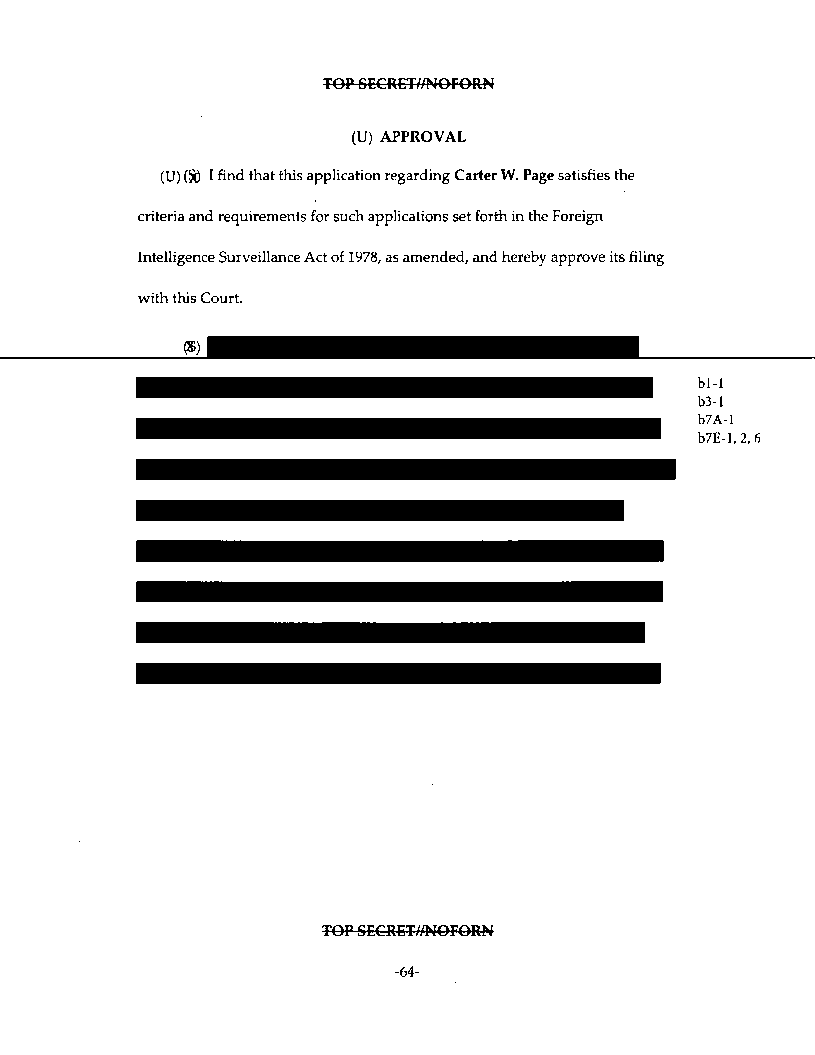 TOP SECRET//NOFORN
(U) APPROVAL
(U) (S) I find that this application regarding Carter W. Page satisfies the
criteria and requirements for such applications set forth in the Foreign
Intelligence Surveillance Act of 1978, as amended, and hereby approve its filing
with this Court.
(S)
b1-1
b3-1
b7A-1
b7E-1, 2, 6
TOP SECRET//NOFORN
-64-